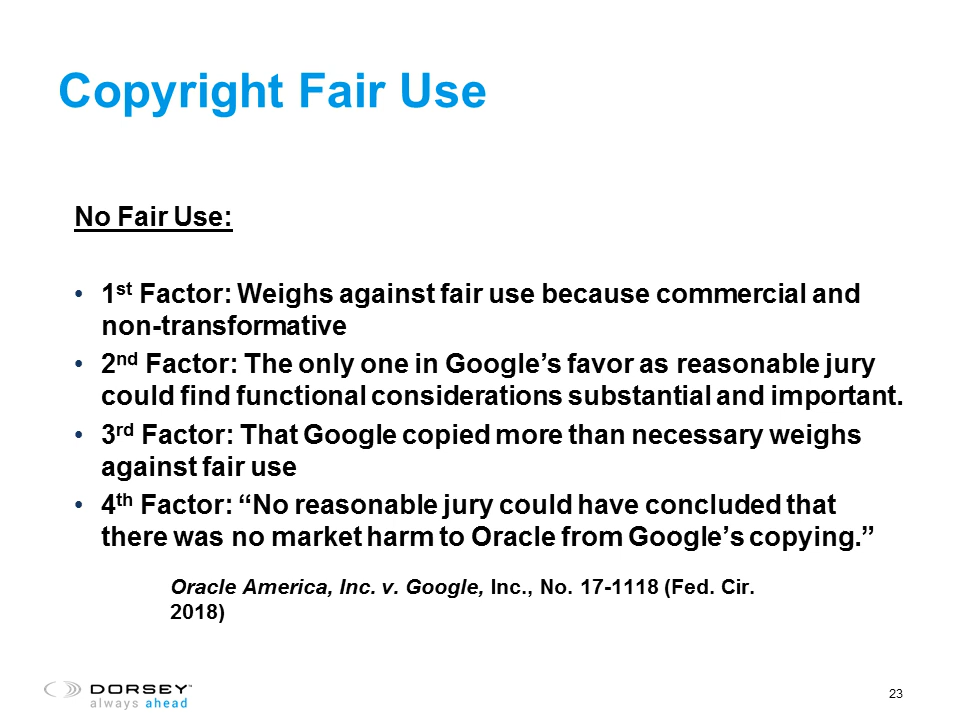 Copyright Fair Use
No Fair Use:
• 1st Factor: Weighs against fair use because commercial and
non-transformative
• 2nd Factor: The only one in Google’s favor as reasonable jury
could find functional considerations substantial and important.
• 3rd Factor: That Google copied more than necessary weighs
against fair use
• 4th Factor: “No reasonable jury could have concluded that
there was no market harm to Oracle from Google’s copying.”
Oracle America, Inc. v. Google, Inc., No. 17-1118 (Fed. Cir.
2018)
DORSEY™
always ahead
23